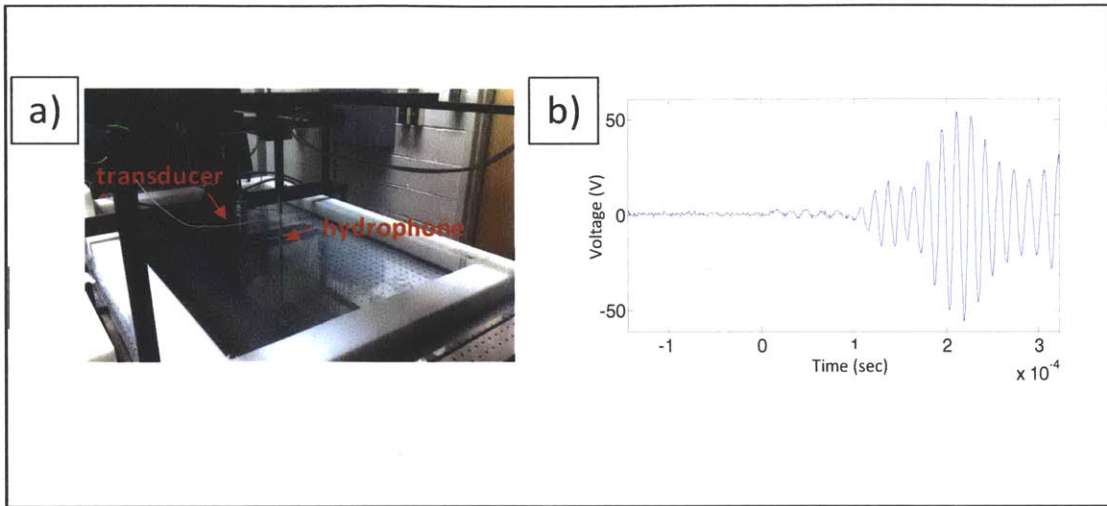 a)
transducer
hydrophone
b)
Voltage (V)
50
0
-50
-1
0
1
2
3
Time (sec)
x 10-4